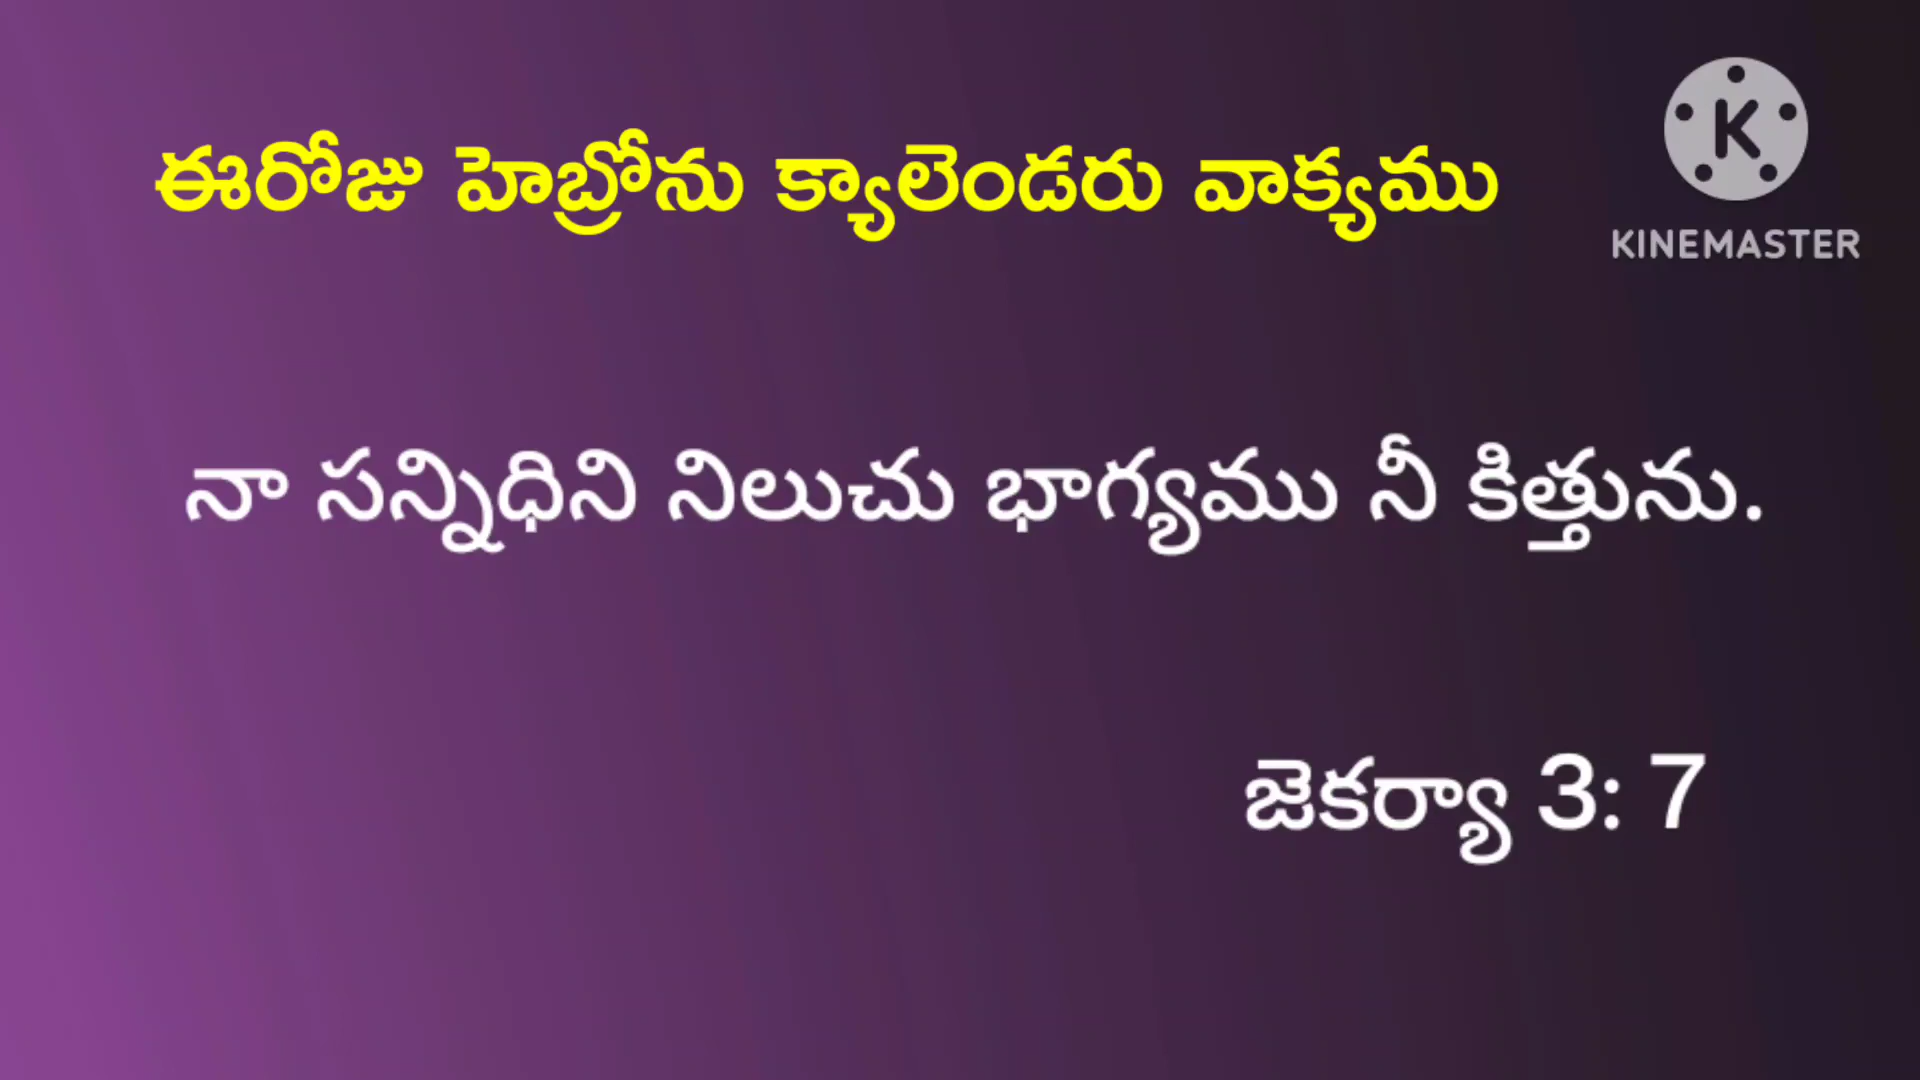 ఈరోజు హెబ్రోను క్యాలెండరు వాక్యము
KINEMASTER
నా సన్నిధిని నిలుచు భాగ్యము నీ కిత్తును.
జెకర్యా 3: 7